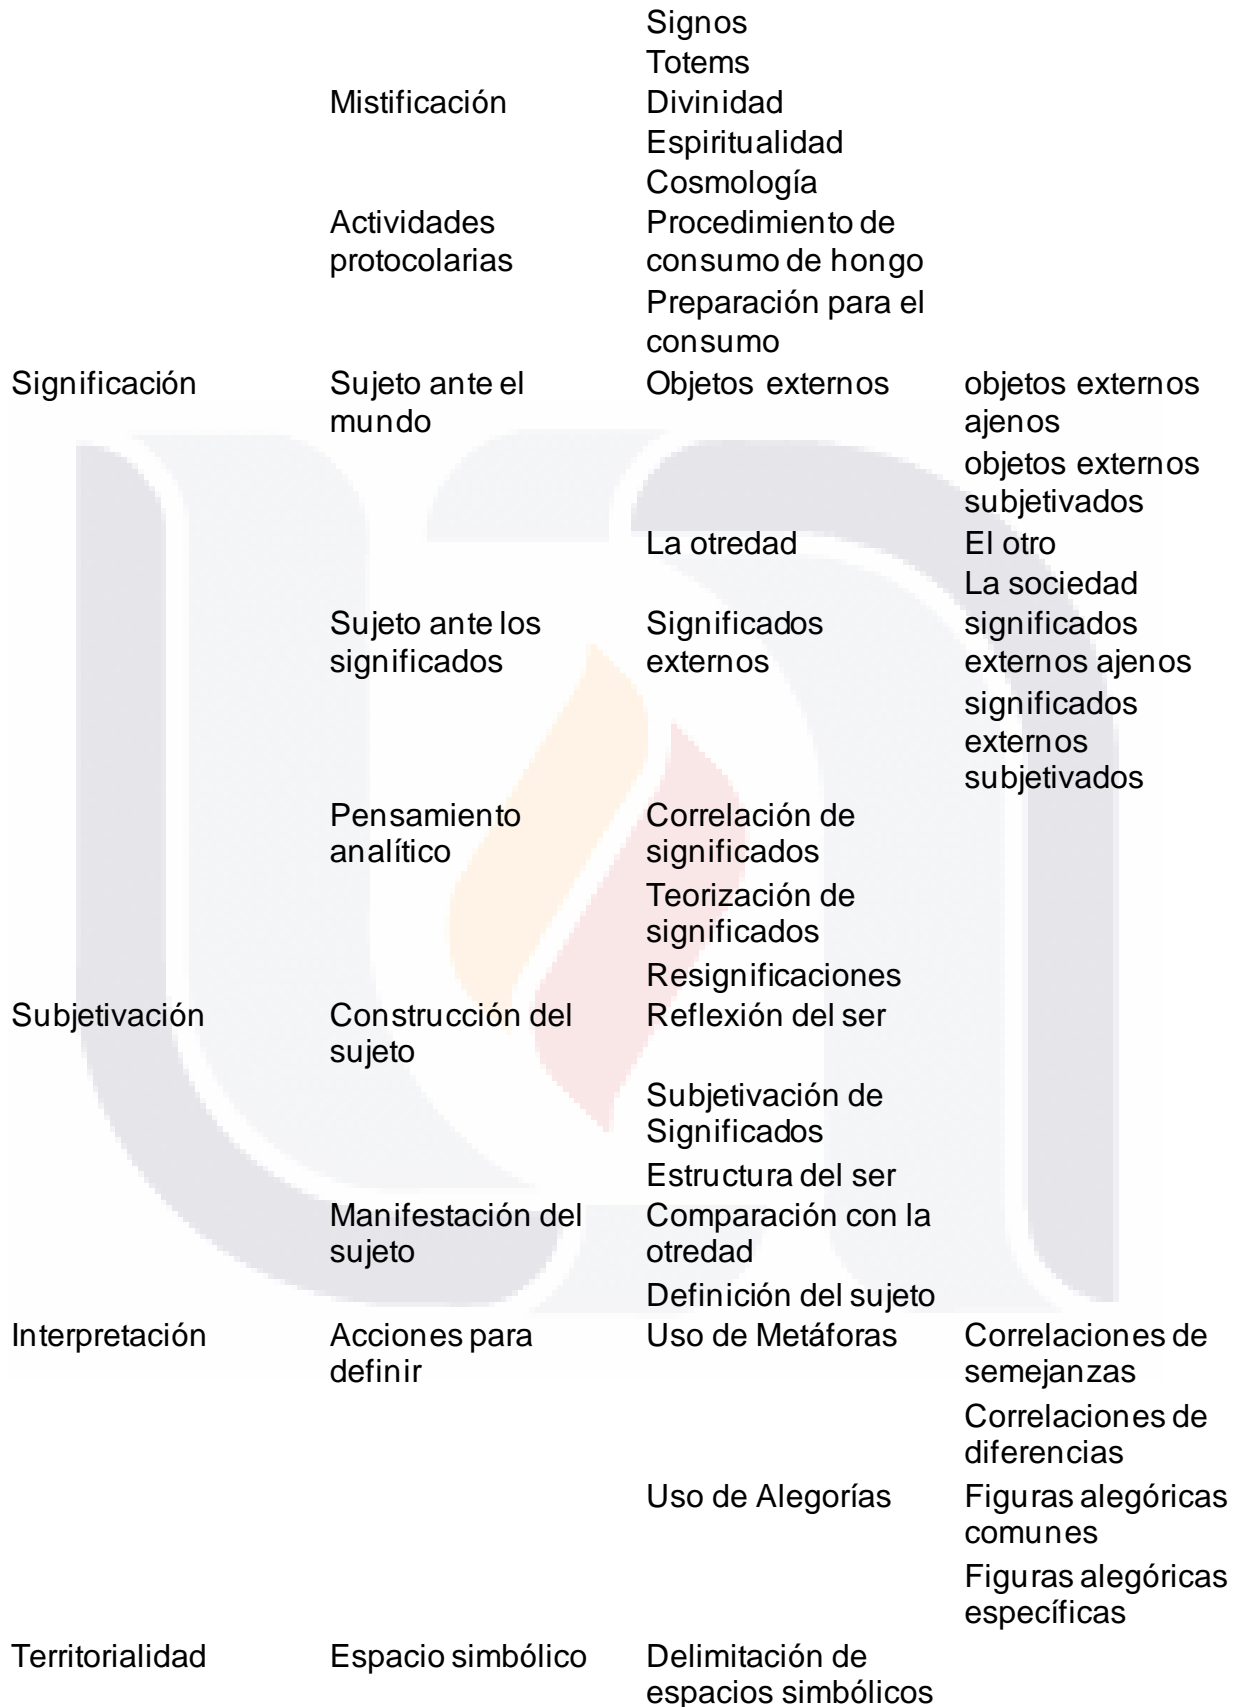 Signos
Totems
Mistificación Divinidad
Espiritualidad
Cosmología
Actividades Procedimiento de
protocolarias consumo de hongo
Preparación para el
consumo
Significación Sujeto ante el Objetos externos objetos externos
mundo ajenos
objetos externos
subjetivados
La otredad El otro
La sociedad
Sujeto ante los Significados significados
significados externos externos ajenos
significados
externos
subjetivados
Pensamiento Correlación de
analítico significados
Teorización de
significados
Resignificaciones
Subjetivación Construcción del Reflexión del ser
sujeto
Subjetivación de
Significados
Estructura del ser
Manifestación del Comparación con la
sujeto otredad
Definición del sujeto
Interpretación Acciones para Uso de Metáforas Correlaciones de
definir semejanzas
Correlaciones de
diferencias
Uso de Alegorías Figuras alegóricas
comunes
Figuras alegóricas
específicas
Territorialidad Espacio simbólico Delimitación de
espacios simbólicos